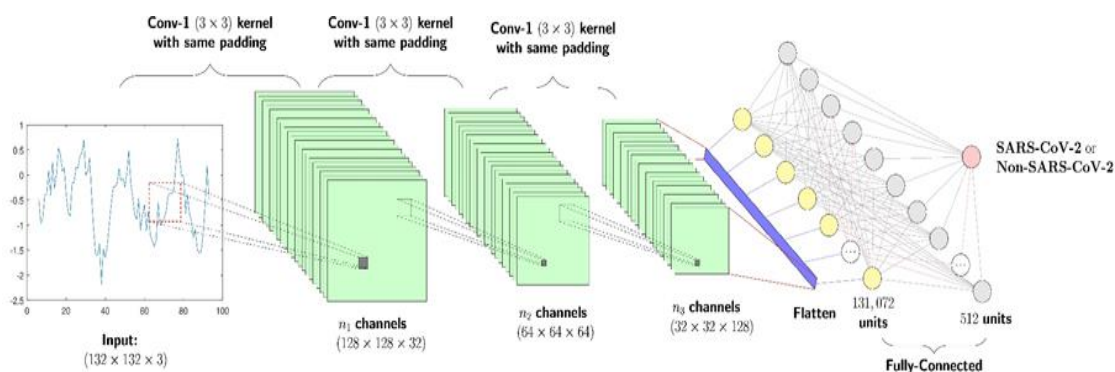 Conv-1 (3 × 3) kernel
with same padding
Conv-1 (3 × 3) kernel
with same padding
Conv-1 (3 × 3) kernel
with same padding
1
0.5
0
-0.5
-1
-1.5
-2
-2.5
0
20
40
60
80
100
Input:
(132 × 132 × 3)
n₁ channels
(128 × 128 × 32)
n₂ channels
(64 × 64 × 64)
n₃ channels
(32 × 32 × 128)
Flatten
131,072
units
512 units
Fully-Connected
SARS-CoV-2 or
Non-SARS-CoV-2